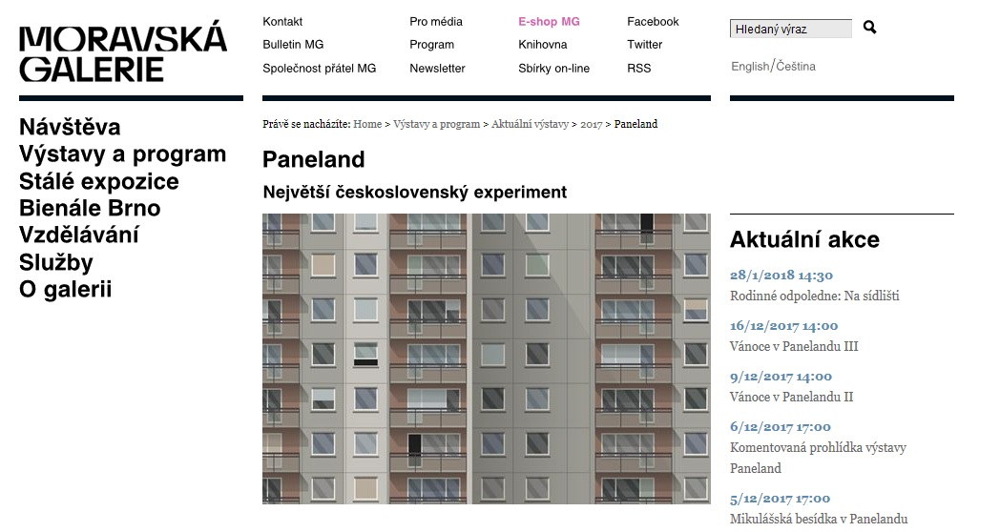 MORAVSKÁ
GALERIE
Kontakt
Bulletin MG
Společnost přátel MG
Pro média
Program
Newsletter
E-shop MG
Knihovna
Sbírky on-line
Facebook
Twitter
RSS
Hledaný výraz
English/Čeština
Návštěva
Výstavy a program
Stálé expozice
Bienále Brno
Vzdělávání
Služby
O galerii
Právě se nacházíte: Home > Výstavy a program > Aktuální výstavy > 2017 > Paneland
Paneland
Největší československý experiment
Aktuální akce
28/1/2018 14:30
Rodinné odpoledne: Na sídlišti
16/12/2017 14:00
Vánoce v Panelandu III
9/12/2017 14:00
Vánoce v Panelandu II
6/12/2017 17:00
Komentovaná prohlídka výstavy
Paneland
5/12/2017 17:00
Mikulášská besídka v Panelandu